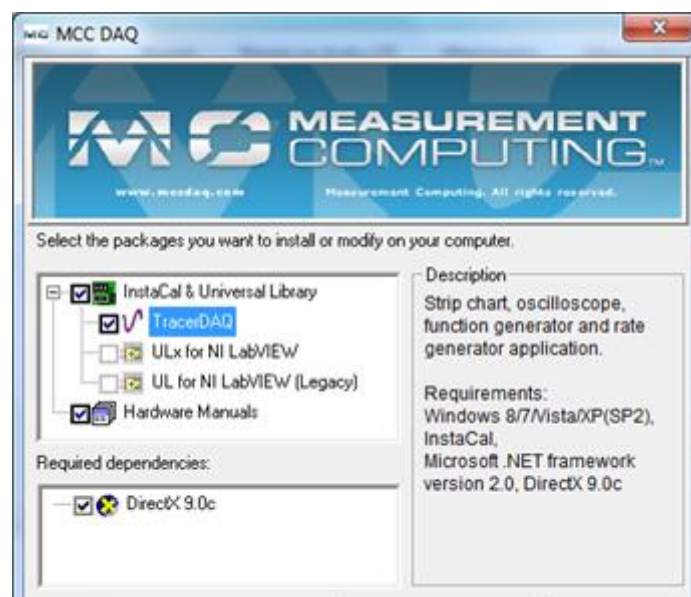 MCC DAQ
MEASUREMENT
COMPUTING™
www.mccdaq.com
Measurement Computing. All rights reserved.
Select the packages you want to install or modify on your computer.
InstaCal & Universal Library
TracerDAQ
ULx for NI LabVIEW
UL for NI LabVIEW (Legacy)
Hardware Manuals
Required dependencies:
DirectX 9.0c
Description
Strip chart, oscilloscope,
function generator and rate
generator application.
Requirements:
Windows 8/7/Vista/XP(SP2),
InstaCal,
Microsoft .NET framework
version 2.0, DirectX 9.0c